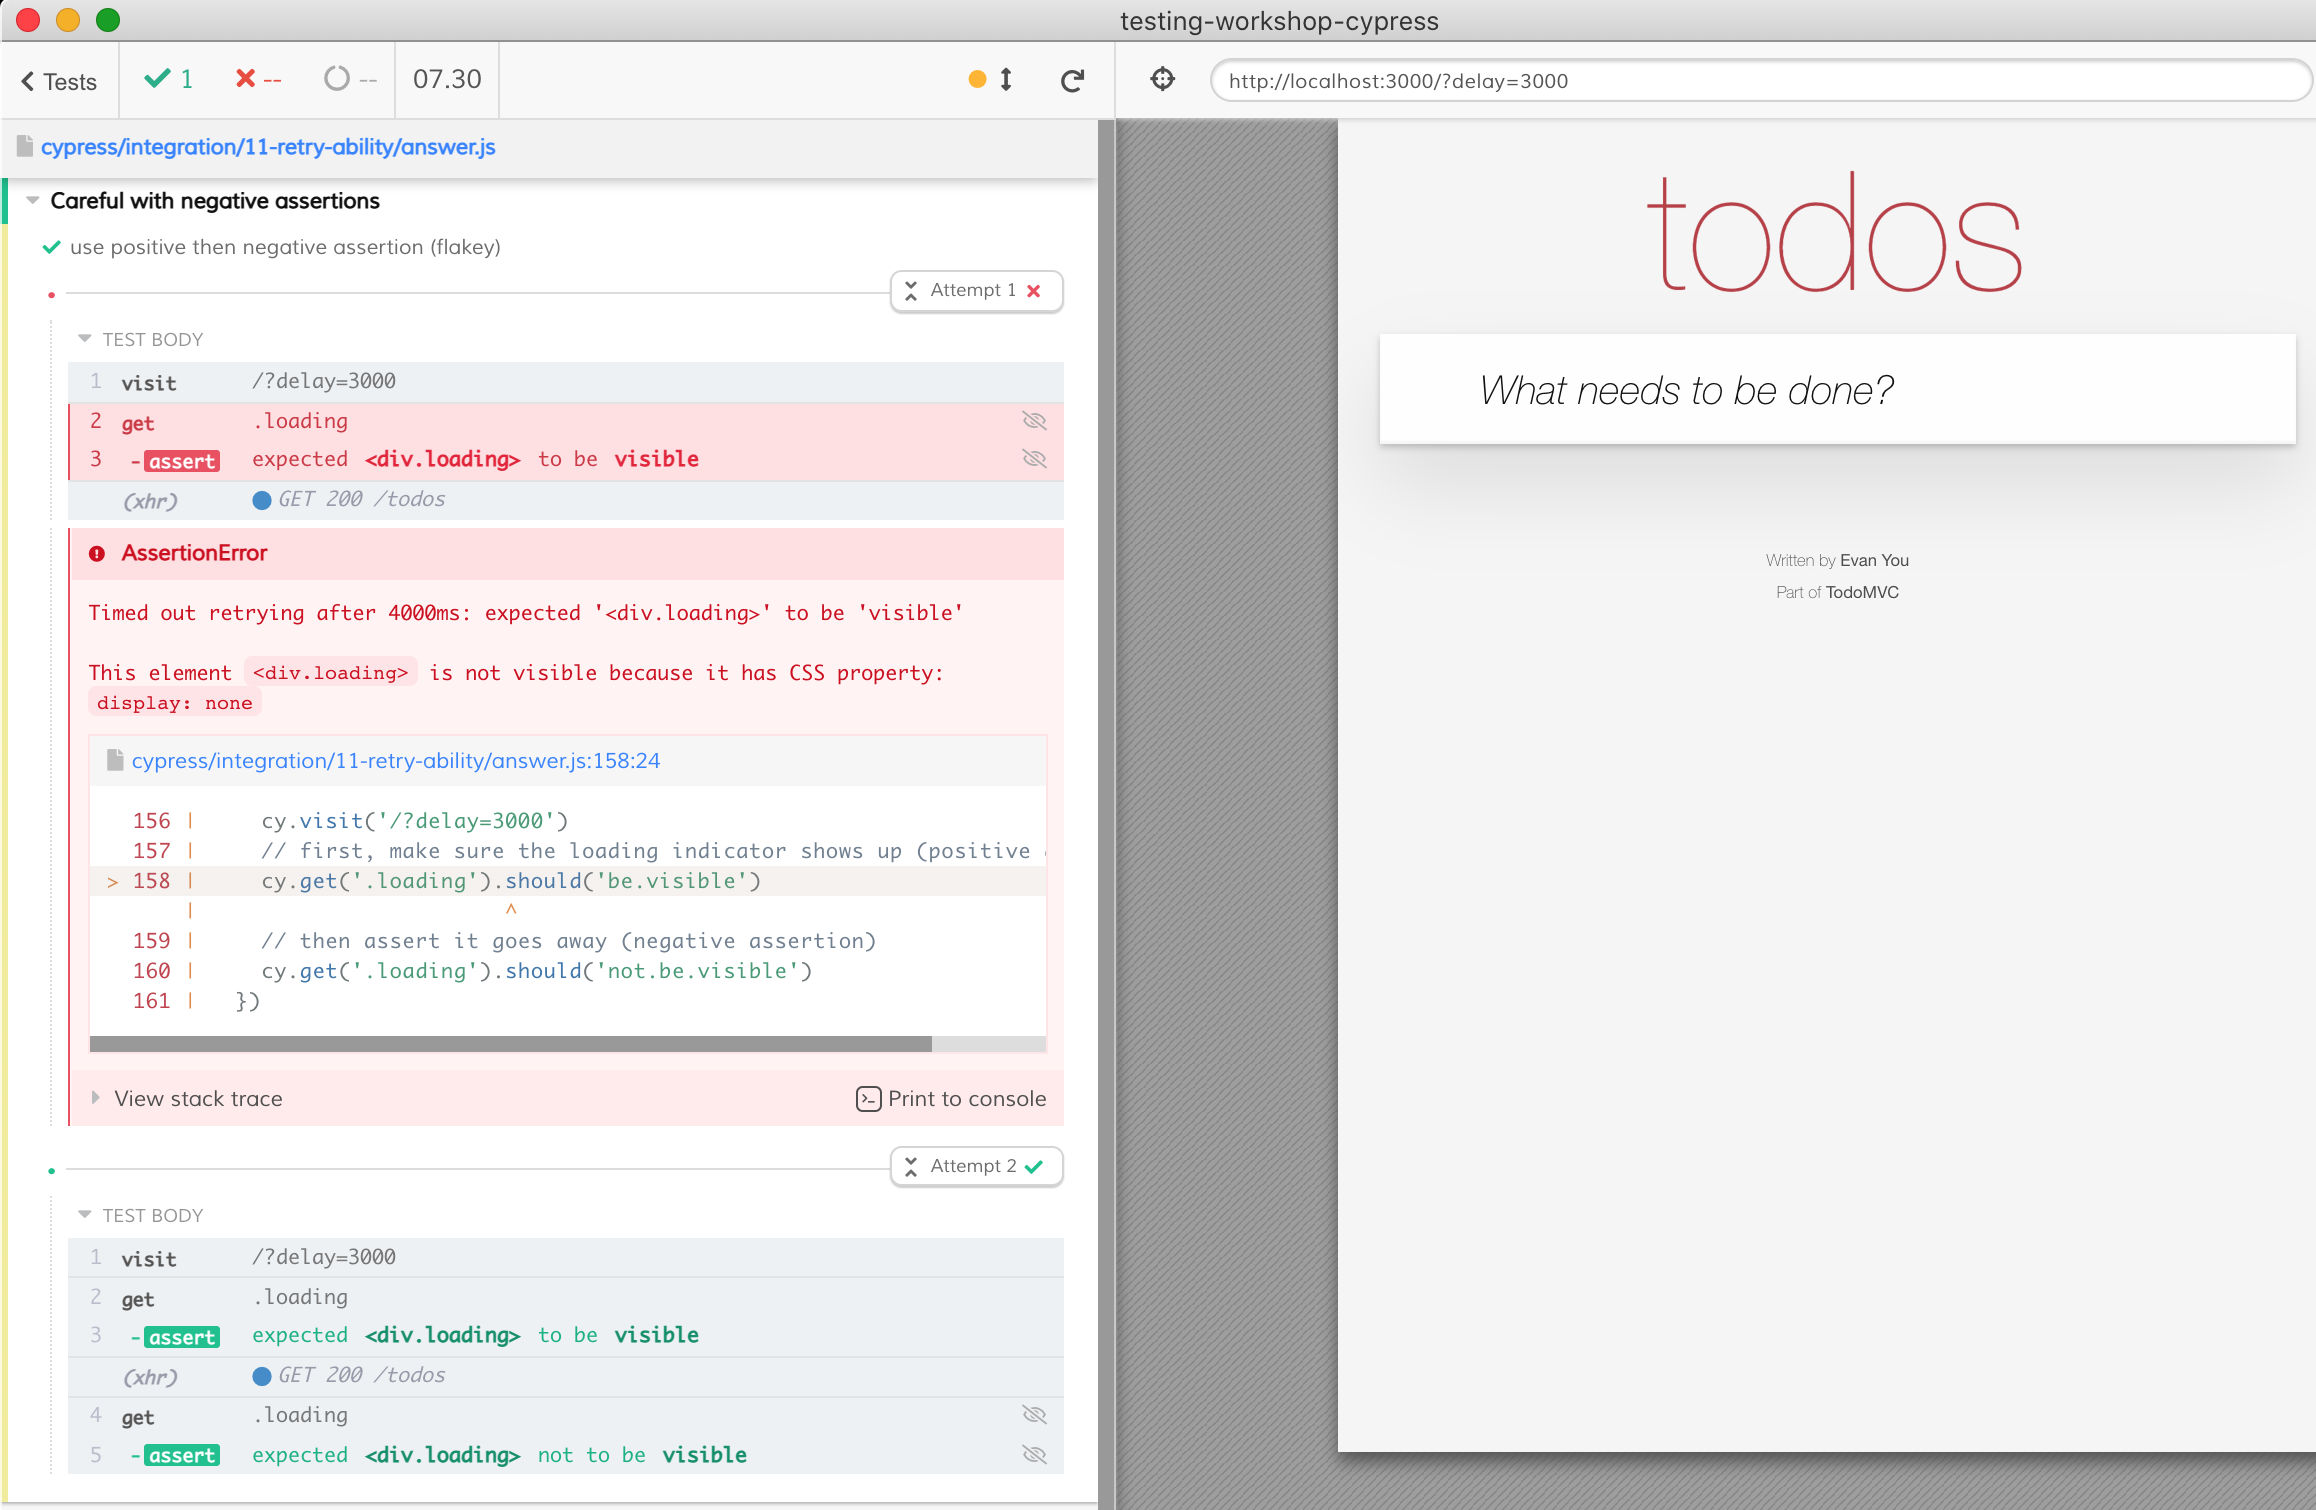 testing-workshop-cypress
Tests 1 -- -- 07.30
http://localhost:3000/?delay=3000
cypress/integration/11-retry-ability/answer.js
Careful with negative assertions
use positive then negative assertion (flakey)
Attempt 1
TEST BODY
1 visit /?delay=3000
2 get .loading
3 -assert expected <div.loading> to be visible
(xhr) GET 200 /todos
AssertionError
Timed out retrying after 4000ms: expected '<div.loading>' to be 'visible'
This element <div.loading> is not visible because it has CSS property:
display: none
cypress/integration/11-retry-ability/answer.js:158:24
156 | cy.visit('/?delay=3000')
157 | // first, make sure the loading indicator shows up (positive
> 158 | cy.get('.loading').should('be.visible')
| ^
159 | // then assert it goes away (negative assertion)
160 | cy.get('.loading').should('not.be.visible')
161 | })
View stack trace
Print to console
Attempt 2
TEST BODY
1 visit /?delay=3000
2 get .loading
3 -assert expected <div.loading> to be visible
(xhr) GET 200 /todos
4 get .loading
5 -assert expected <div.loading> not to be visible
todos
What needs to be done?
Written by Evan You
Part of TodoMVC